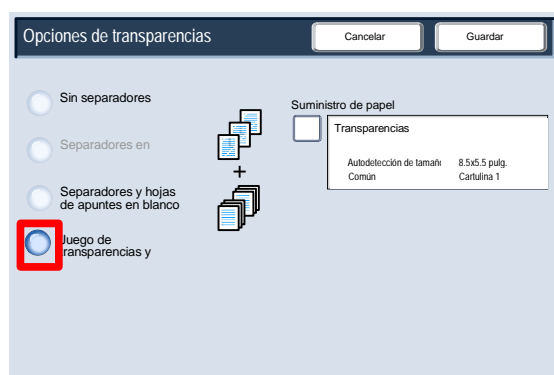 Opciones de transparencias
Cancelar
Guardar
Sin separadores
Separadores en
Separadores y hojas
de apuntes en blanco
Juego de
transparencias y
+
Suministro de papel
Transparencias
Autodetección de tamañ
8.5x5.5 pulg.
Común
Cartulina 1